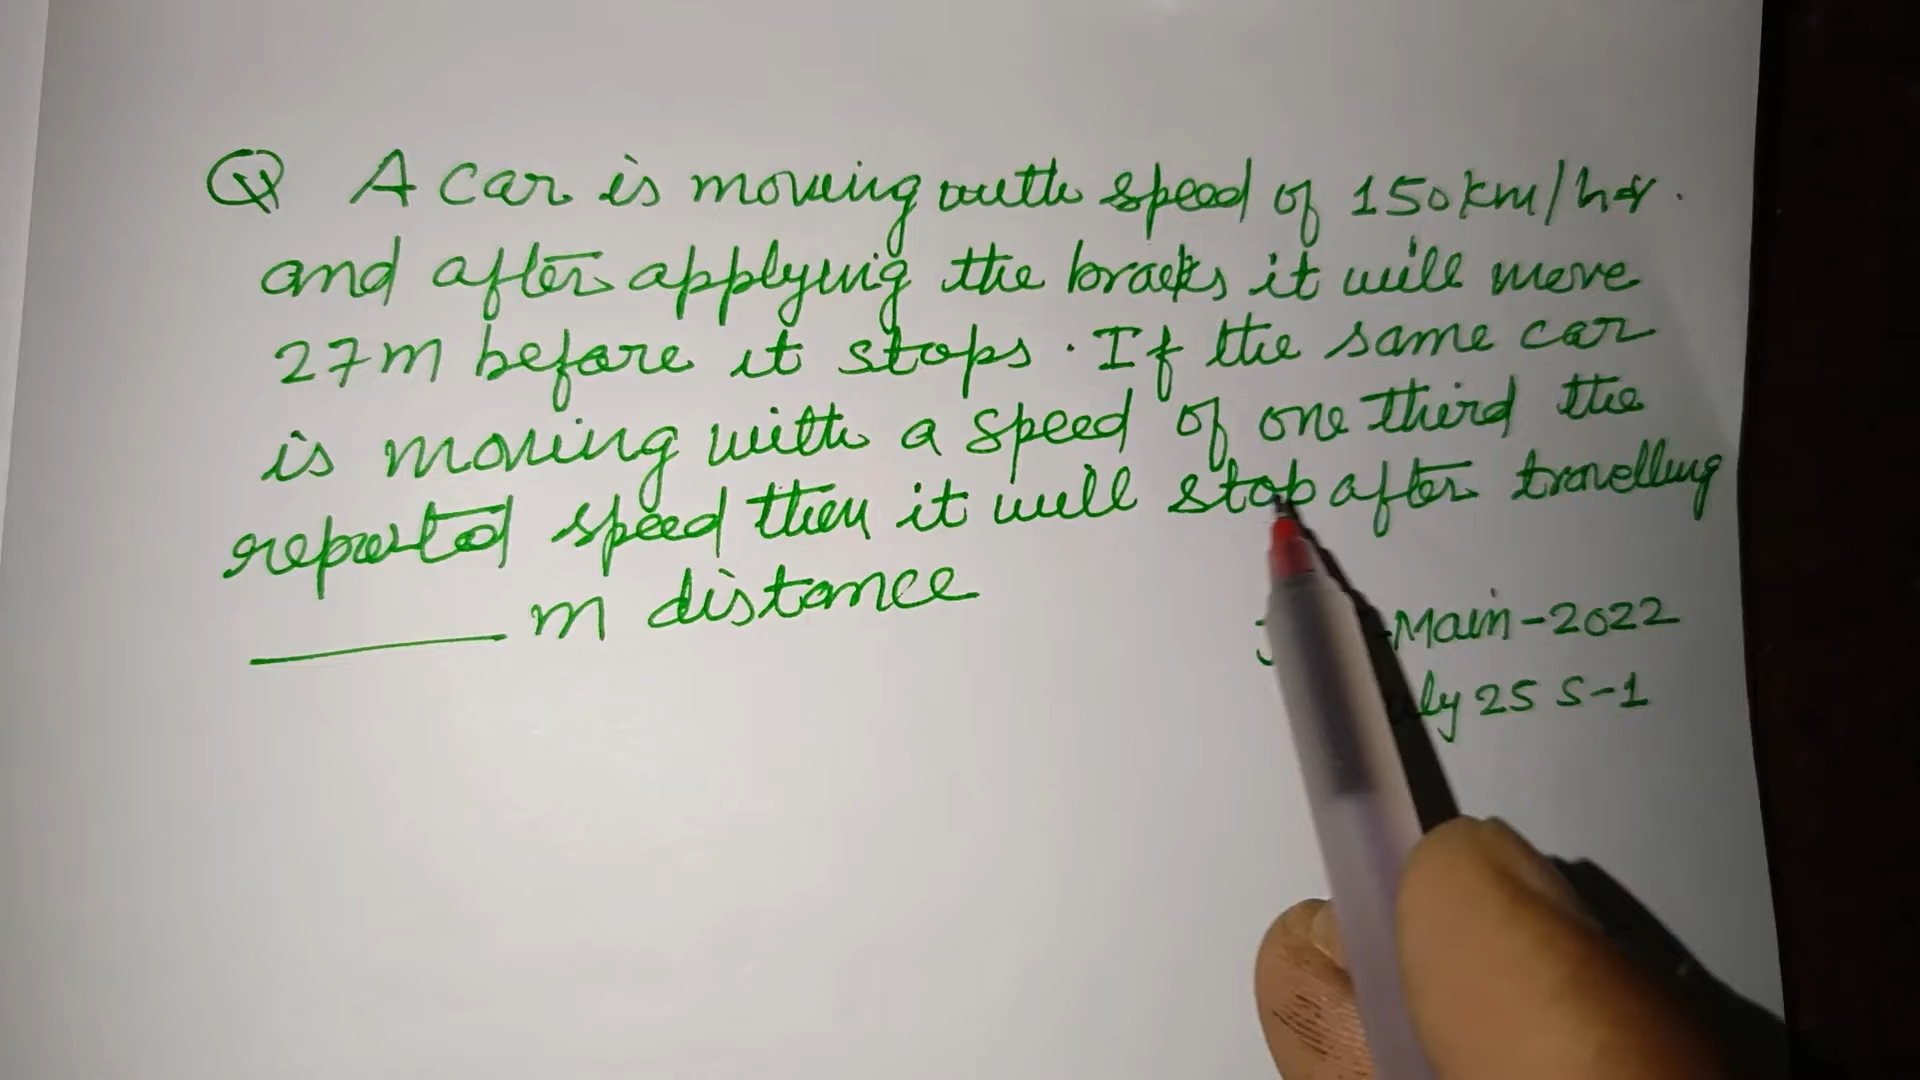 Q A car is moving with speed of 150km/hr.
and after applying the bracks it will move
27m before it stops. If the same car
is moving with a speed of one third the
reported speed then it will stop after travelling
_____ m distance
Main-2022
25 S-1